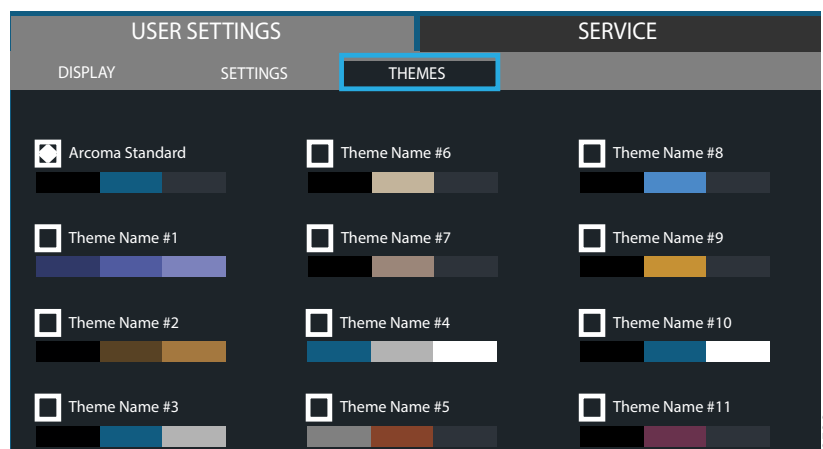 USER SETTINGS
SERVICE
DISPLAY
SETTINGS
THEMES
Arcoma Standard
Theme Name #6
Theme Name #8
Theme Name #1
Theme Name #7
Theme Name #9
Theme Name #2
Theme Name #4
Theme Name #10
Theme Name #3
Theme Name #5
Theme Name #11